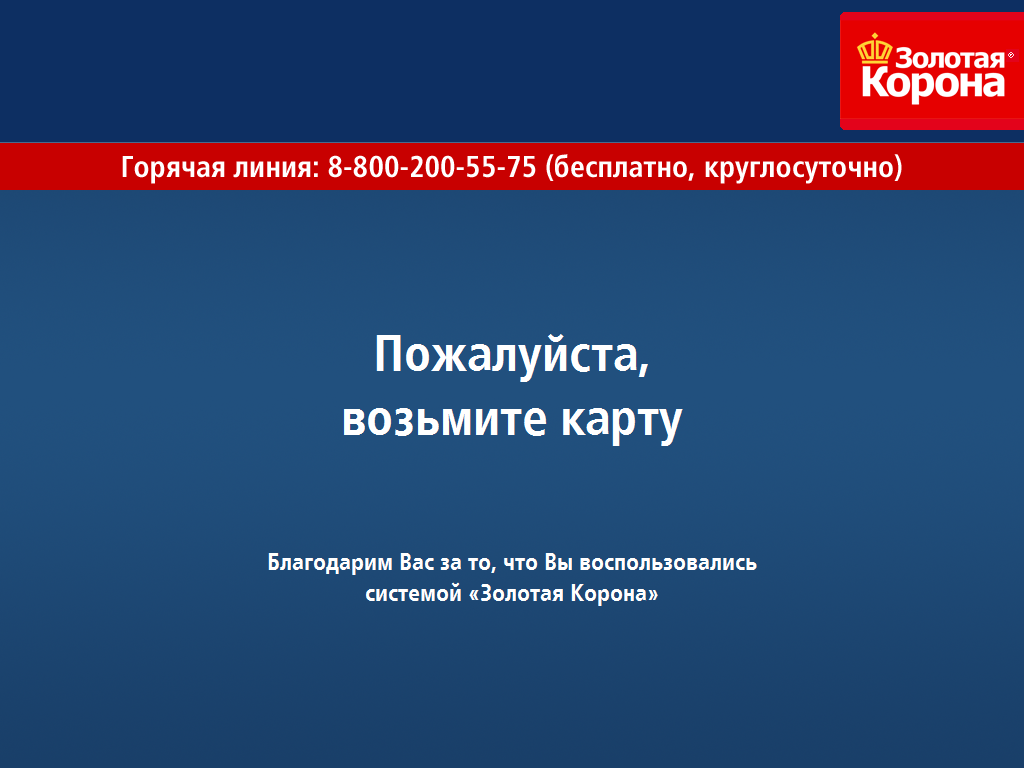 Золотая
Корона
Горячая линия: 8-800-200-55-75 (бесплатно, круглосуточно)
Пожалуйста,
возьмите карту
Благодарим Вас за то, что Вы воспользовались
системой «Золотая Корона»